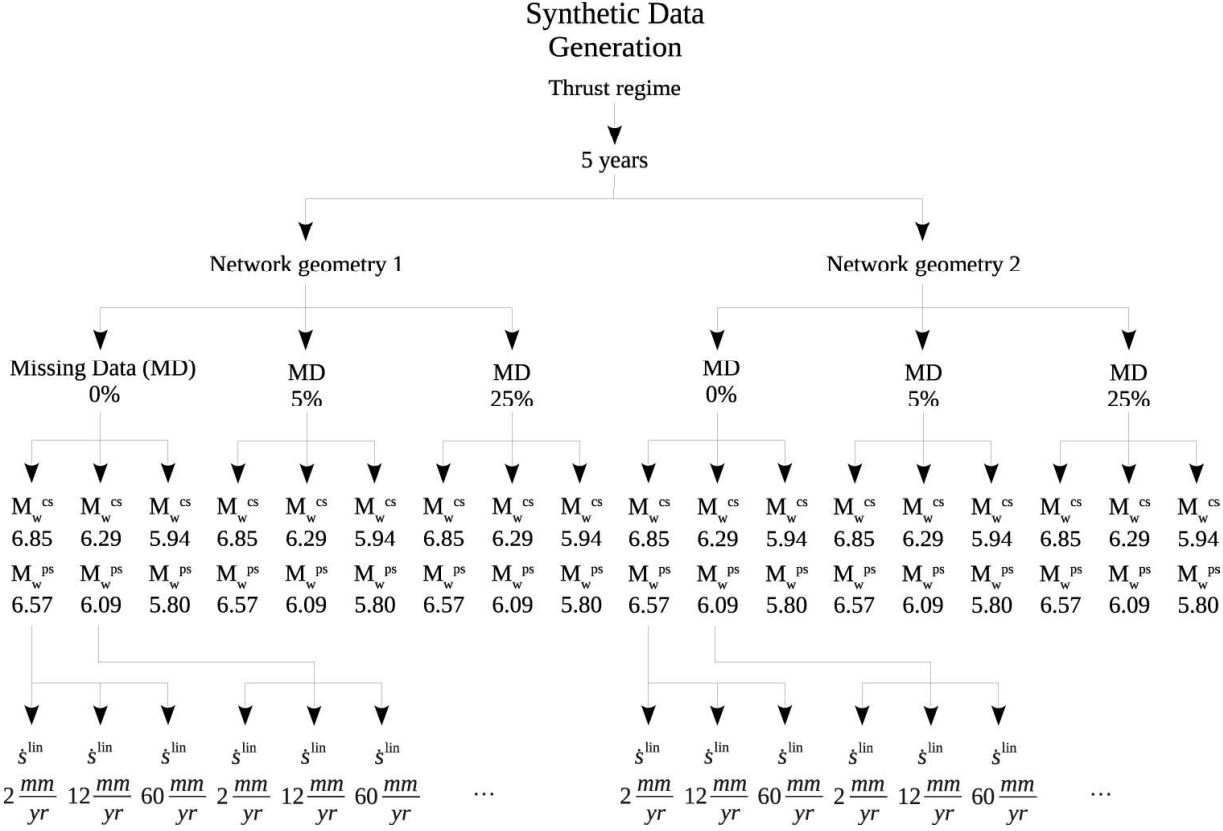 Synthetic Data
Generation
Thrust regime
5 years
Network geometry 1 Network geometry 2
Missing Data (MD) MD MD MD MD MD
0% 5% 25% 0% 5% 25%
M_w^cs M_w^cs M_w^cs M_w^cs M_w^cs M_w^cs M_w^cs M_w^cs M_w^cs M_w^cs M_w^cs M_w^cs M_w^cs M_w^cs M_w^cs M_w^cs M_w^cs M_w^cs
6.85 6.29 5.94 6.85 6.29 5.94 6.85 6.29 5.94 6.85 6.29 5.94 6.85 6.29 5.94 6.85 6.29 5.94
M_w^ps M_w^ps M_w^ps M_w^ps M_w^ps M_w^ps M_w^ps M_w^ps M_w^ps M_w^ps M_w^ps M_w^ps M_w^ps M_w^ps M_w^ps M_w^ps M_w^ps M_w^ps
6.57 6.09 5.80 6.57 6.09 5.80 6.57 6.09 5.80 6.57 6.09 5.80 6.57 6.09 5.80 6.57 6.09 5.80
ṡ^lin ṡ^lin ṡ^lin ṡ^lin ṡ^lin ṡ^lin ṡ^lin ṡ^lin ṡ^lin ṡ^lin ṡ^lin ṡ^lin
2 mm/yr 12 mm/yr 60 mm/yr 2 mm/yr 12 mm/yr 60 mm/yr ... 2 mm/yr 12 mm/yr 60 mm/yr 2 mm/yr 12 mm/yr 60 mm/yr ...